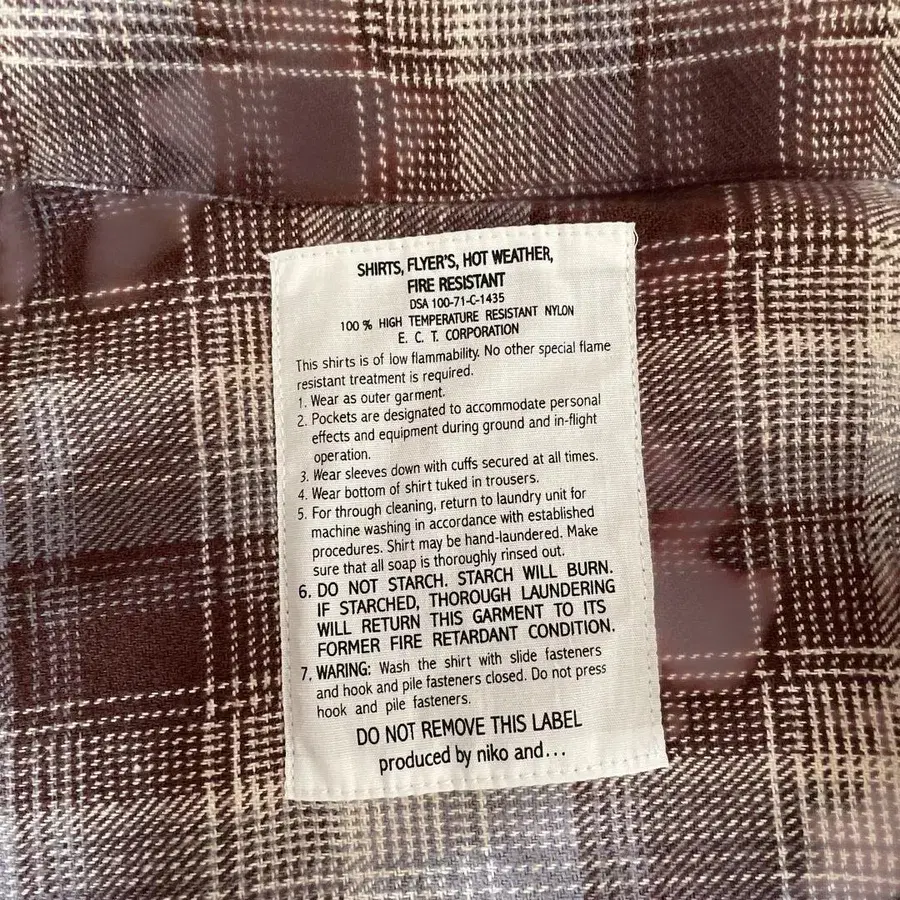 SHIRTS, FLYER'S, HOT WEATHER,
FIRE RESISTANT
DSA 100-71-C-1435
100 % HIGH TEMPERATURE RESISTANT NYLON
E. C. T. CORPORATION
This shirts is of low flammability. No other special flame
resistant treatment is required.
1. Wear as outer garment.
2. Pockets are designated to accommodate personal
effects and equipment during ground and in-flight
operation.
3. Wear sleeves down with cuffs secured at all times.
4. Wear bottom of shirt tuked in trousers.
5. For through cleaning, return to laundry unit for
machine washing in accordance with established
procedures. Shirt may be hand-laundered. Make
sure that all soap is thoroughly rinsed out.
6. DO NOT STARCH. STARCH WILL BURN.
IF STARCHED, THOROUGH LAUNDERING
WILL RETURN THIS GARMENT TO ITS
FORMER FIRE RETARDANT CONDITION.
7. WARING: Wash the shirt with slide fasteners
and hook and pile fasteners closed. Do not press
hook and pile fasteners.
DO NOT REMOVE THIS LABEL
produced by niko and...